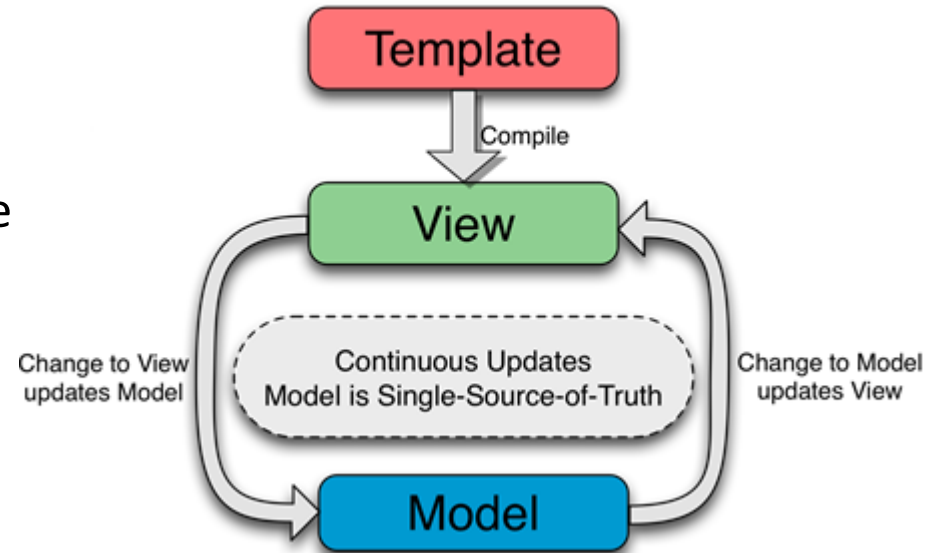 Template
Compile
e
View
Change to View
updates Model
Continuous Updates
Model is Single-Source-of-Truth
Change to Model
updates View
Model